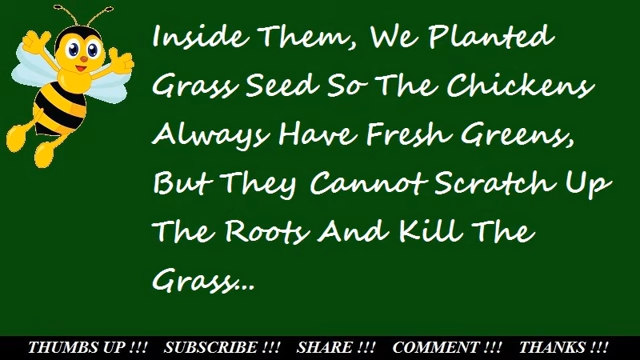 Inside Them, We Planted
Grass Seed So The Chickens
Always Have Fresh Greens,
But They Cannot Scratch Up
The Roots And Kill The
Grass...
THUMBS UP !!! SUBSCRIBE !!! SHARE !!! COMMENT !!! THANKS !!!